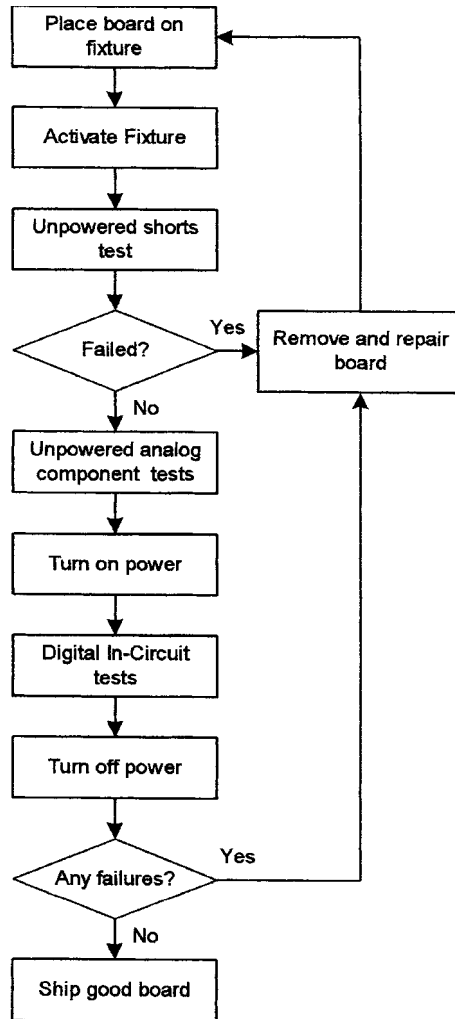 Place board on
fixture
Activate Fixture
Unpowered shorts
test
Failed?
Yes
Remove and repair
board
No
Unpowered analog
component tests
Turn on power
Digital In-Circuit
tests
Turn off power
Any failures?
Yes
No
Ship good board